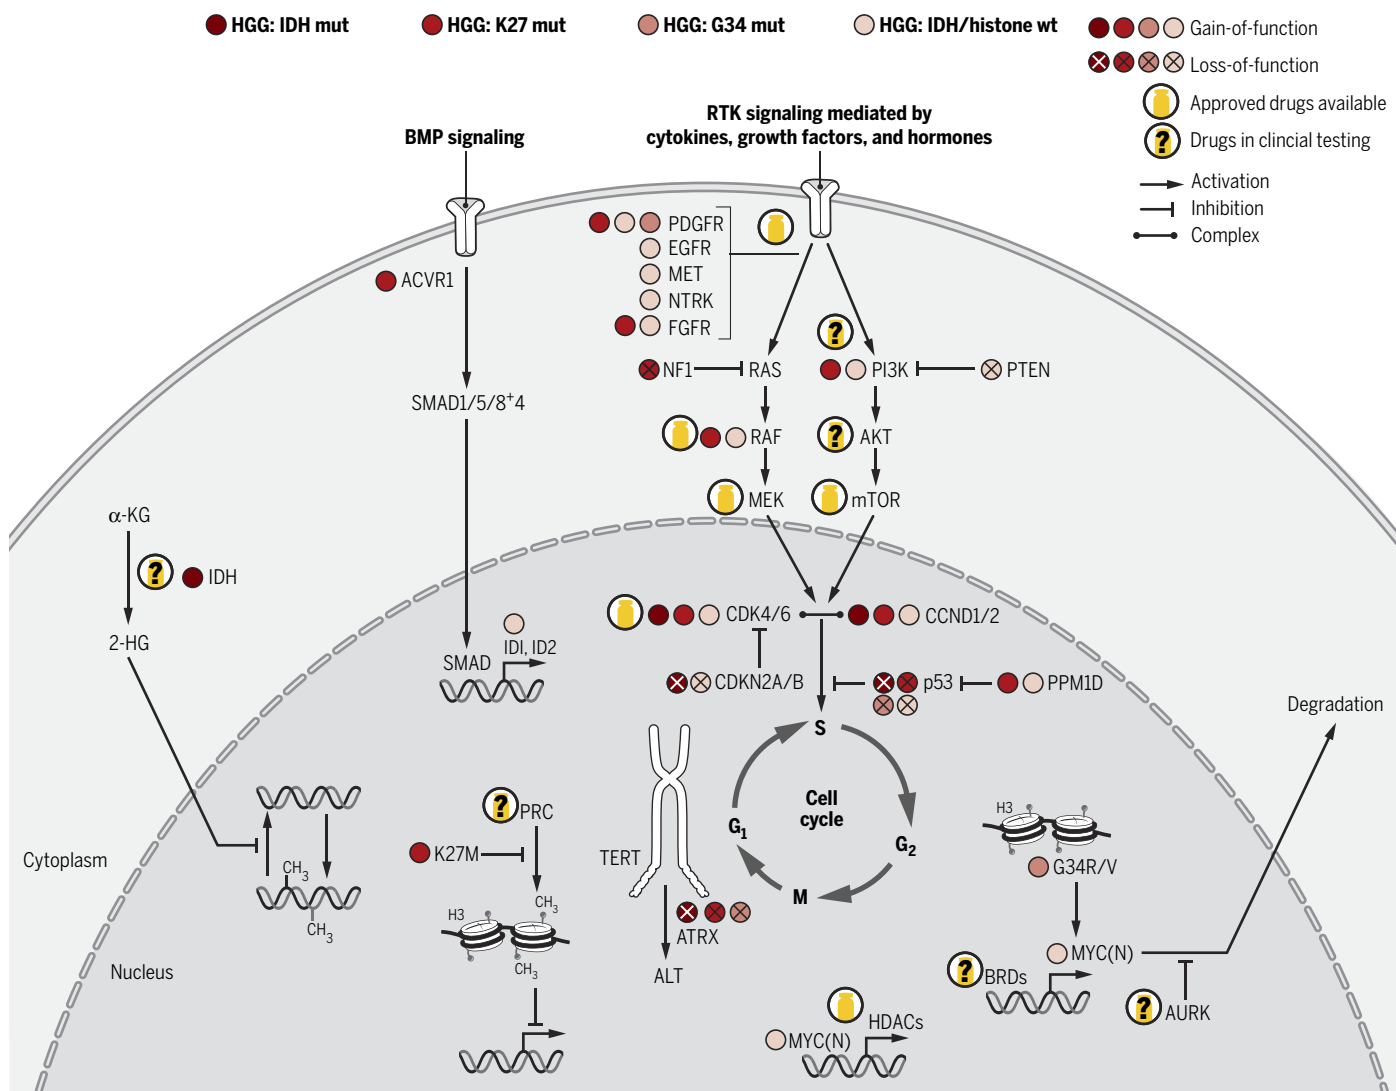 HGG: IDH mut
HGG: K27 mut
HGG: G34 mut
HGG: IDH/histone wt
Gain-of-function
Loss-of-function
Approved drugs available
? Drugs in clincial testing
Activation
Inhibition
Complex
BMP signaling
RTK signaling mediated by
cytokines, growth factors, and hormones
PDGFR
EGFR
MET
NTRK
FGFR
ACVR1
?
NF1
RAS
PI3K
PTEN
SMAD1/5/8+4
RAF
?
AKT
MEK
mTOR
α-KG
?
IDH
2-HG
CDK4/6
CCND1/2
IDI, ID2
SMAD
CDKN2A/B
p53
PPM1D
Degradation
S
Cell
cycle
G1
G2
M
?
PRC
K27M
CH3
CH3
CH3
H3
CH3
TERT
ATRX
ALT
H3
G34R/V
MYC(N)
?
BRDs
?
AURK
HDACs
MYC(N)
Cytoplasm
Nucleus